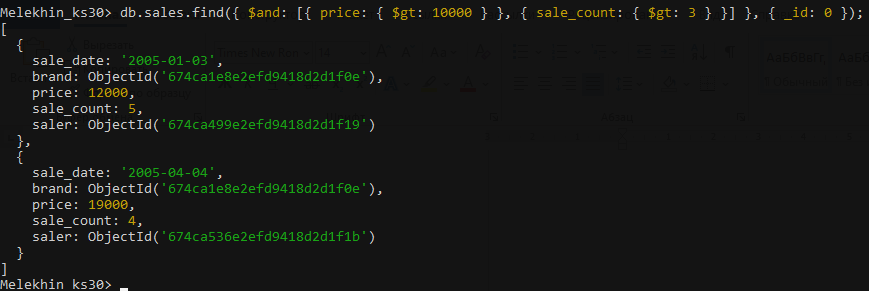 Melekhin_ks30> db.sales.find({ $and: [{ price: { $gt: 10000 } }, { sale_count: { $gt: 3 } }] }, { _id: 0 });
[
  {
    sale_date: '2005-01-03',
    brand: ObjectId('674ca1e8e2efd9418d2d1f0e'),
    price: 12000,
    sale_count: 5,
    saler: ObjectId('674ca499e2efd9418d2d1f19')
  },
  {
    sale_date: '2005-04-04',
    brand: ObjectId('674ca1e8e2efd9418d2d1f0e'),
    price: 19000,
    sale_count: 4,
    saler: ObjectId('674ca536e2efd9418d2d1f1b')
  }
]
Melekhin_ks30>